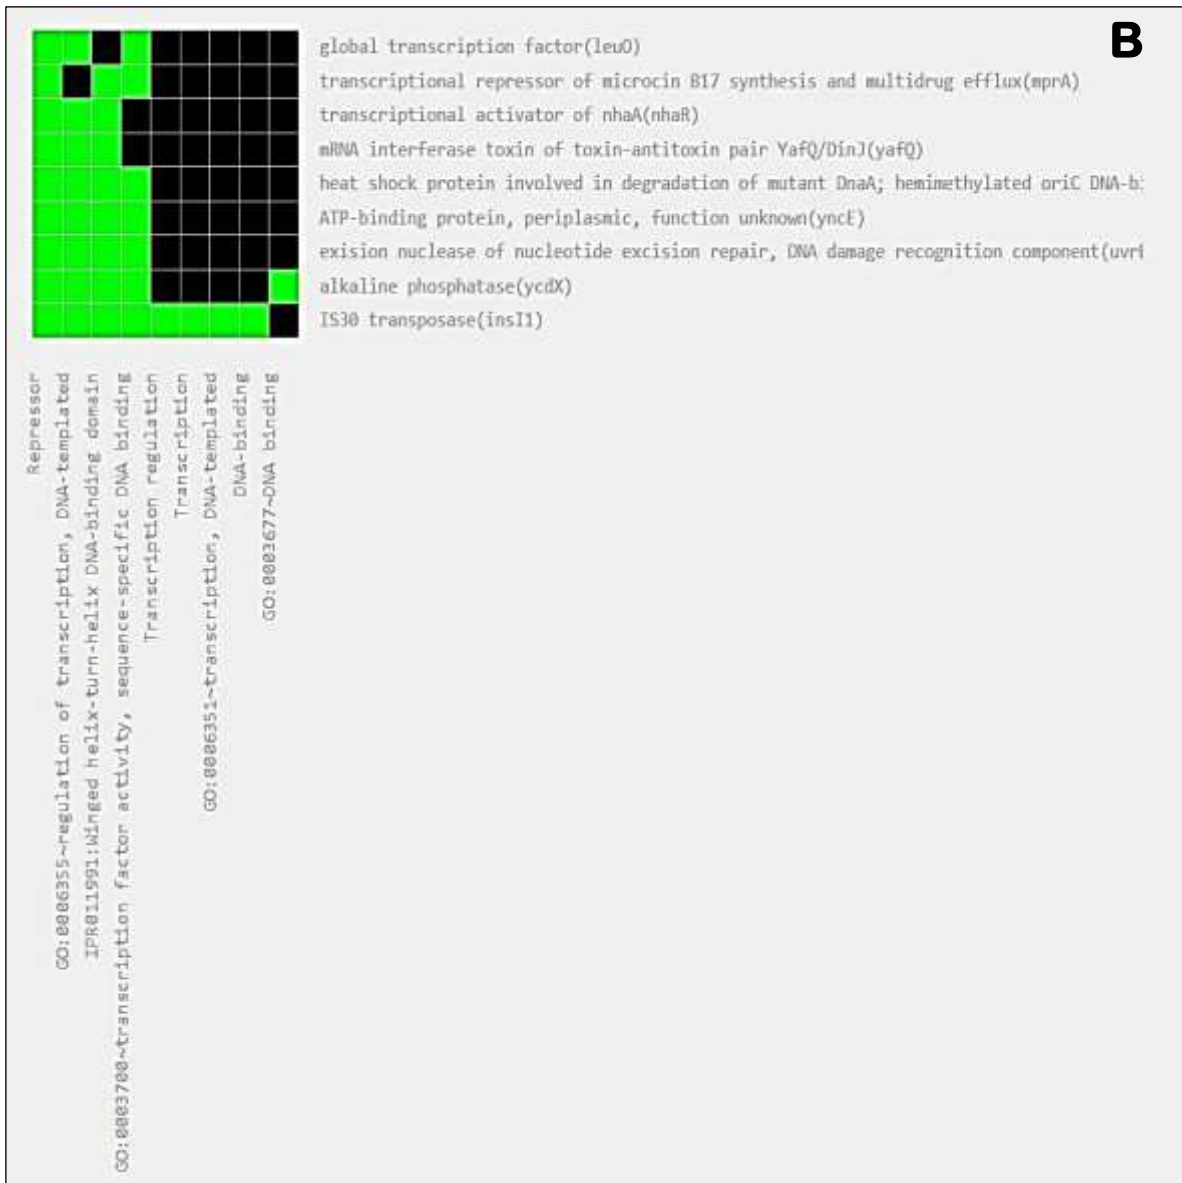 B
global transcription factor(leuO)
transcriptional repressor of microcin B17 synthesis and multidrug efflux(mprA)
transcriptional activator of nhaA(nhaR)
mRNA interferase toxin of toxin-antitoxin pair YafQ/DinJ(yafQ)
heat shock protein involved in degradation of mutant DnaA; hemimethylated oriC DNA-b:
ATP-binding protein, periplasmic, function unknown(yncE)
exision nuclease of nucleotide excision repair, DNA damage recognition component(uvri
alkaline phosphatase(ycdX)
IS30 transposase(insI1)
Repressor
GO:0006355~regulation of transcription, DNA-templated
IPR011991:Winged helix-turn-helix DNA-binding domain
GO:0003700~transcription factor activity, sequence-specific DNA binding
Transcription regulation
Transcription
GO:0006351~transcription, DNA-templated
DNA-binding
GO:0003677~DNA binding